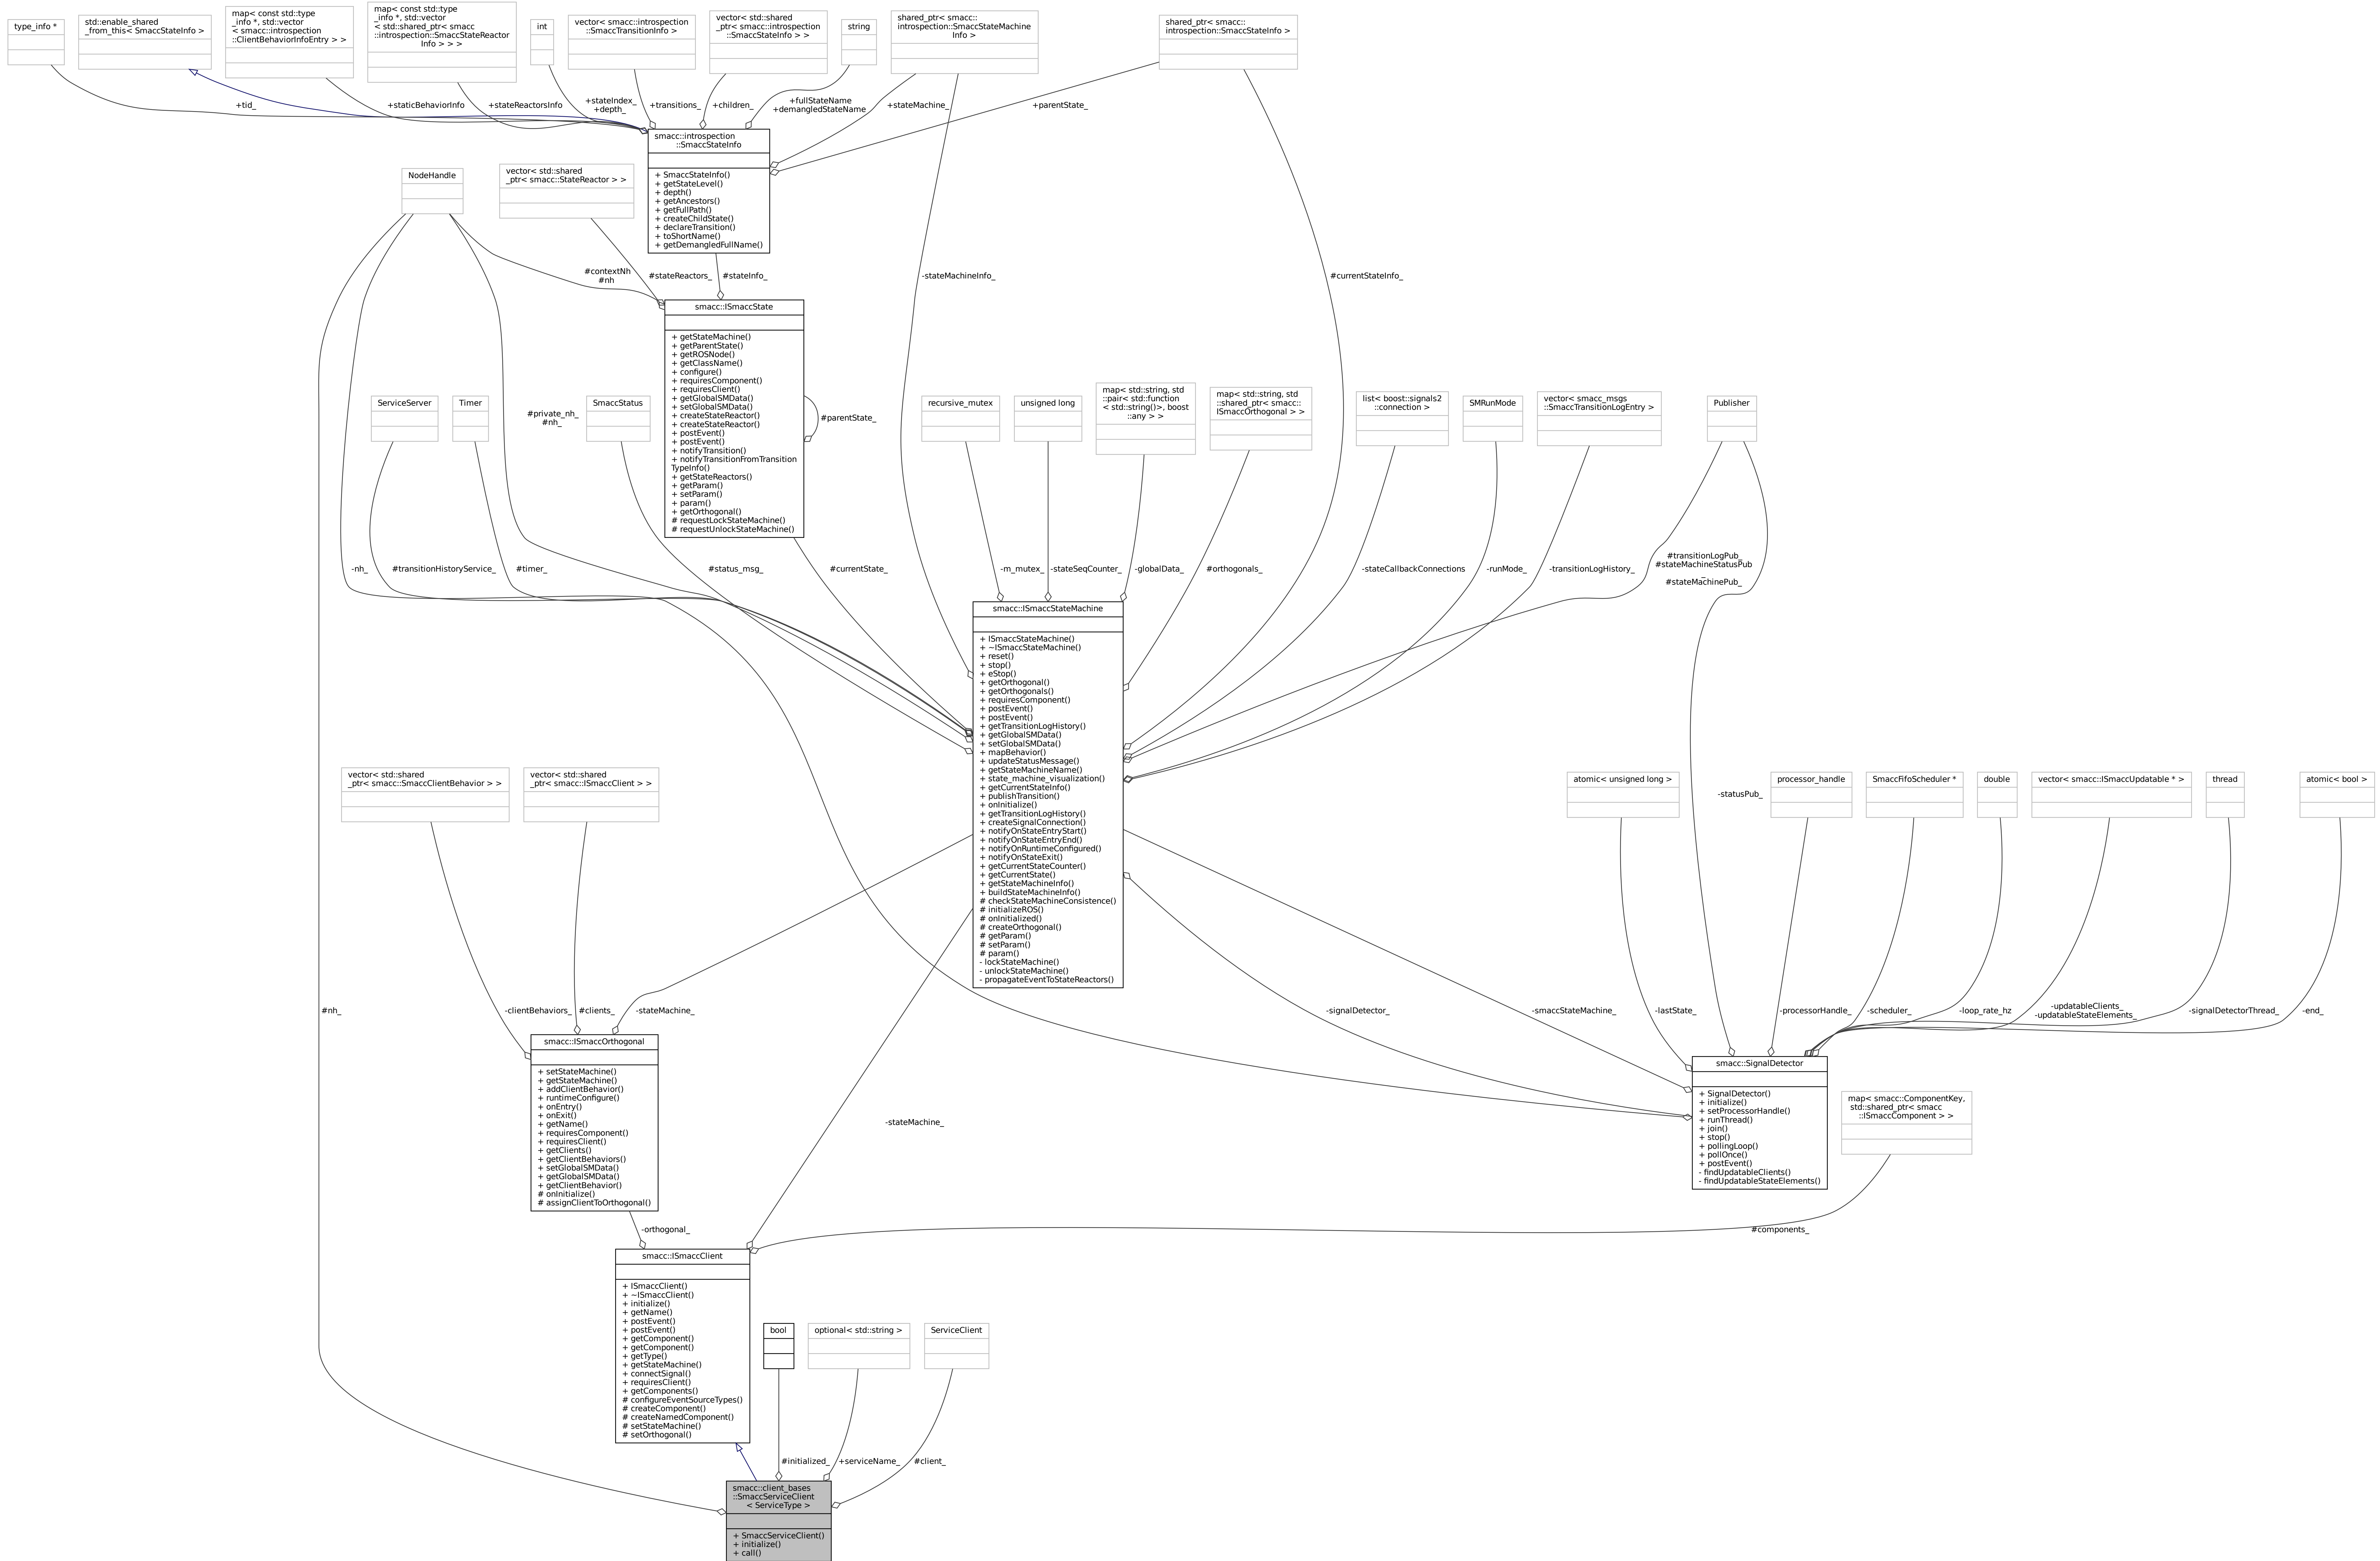 type_info *
std::enable_shared
_from_this< SmaccStateInfo >
map< const std::type
_info *, std::vector
< smacc::introspection
::ClientBehaviorInfoEntry > >
map< const std::type
_info *, std::vector
< std::shared_ptr< smacc
::introspection::SmaccStateReactor
Info > > >
int
vector< smacc::introspection
::SmaccTransitionInfo >
vector< std::shared
_ptr< smacc::introspection
::SmaccStateInfo > >
string
shared_ptr< smacc::
introspection::SmaccStateMachine
Info >
shared_ptr< smacc::
introspection::SmaccStateInfo >
+tid_
+staticBehaviorInfo
+stateReactorsInfo
+stateIndex_
+depth_
+transitions_
+children_
+fullStateName
+demangledStateName
+stateMachine_
+parentState_
smacc::introspection
::SmaccStateInfo
+ SmaccStateInfo()
+ getStateLevel()
+ depth()
+ getAncestors()
+ getFullPath()
+ createChildState()
+ declareTransition()
+ toShortName()
+ getDemangledFullName()
NodeHandle
vector< std::shared
_ptr< smacc::StateReactor > >
#contextNh
#nh
#stateReactors_
#stateInfo_
-stateMachineInfo_
#currentStateInfo_
smacc::ISmaccState
+ getStateMachine()
+ getParentState()
+ getROSNode()
+ getClassName()
+ configure()
+ requiresComponent()
+ requiresClient()
+ getGlobalSMData()
+ setGlobalSMData()
+ createStateReactor()
+ createStateReactor()
+ postEvent()
+ postEvent()
+ notifyTransition()
+ notifyTransitionFromTransition
TypeInfo()
+ getStateReactors()
+ getParam()
+ setParam()
+ param()
+ getOrthogonal()
# requestLockStateMachine()
# requestUnlockStateMachine()
#parentState_
ServiceServer
Timer
#private_nh_
#nh_
SmaccStatus
recursive_mutex
unsigned long
map< std::string, std
::pair< std::function
< std::string()>, boost
::any > >
map< std::string, std
::shared_ptr< smacc::
ISmaccOrthogonal > >
list< boost::signals2
::connection >
SMRunMode
vector< smacc_msgs
::SmaccTransitionLogEntry >
Publisher
-nh_
#transitionHistoryService_
#timer_
#status_msg_
#currentState_
-m_mutex_
-stateSeqCounter_
-globalData_
#orthogonals_
-stateCallbackConnections
-runMode_
-transitionLogHistory_
#transitionLogPub_
#stateMachineStatusPub
_
#stateMachinePub_
smacc::ISmaccStateMachine
+ ISmaccStateMachine()
+ ~ISmaccStateMachine()
+ reset()
+ stop()
+ eStop()
+ getOrthogonal()
+ getOrthogonals()
+ requiresComponent()
+ postEvent()
+ postEvent()
+ getTransitionLogHistory()
+ getGlobalSMData()
+ setGlobalSMData()
+ mapBehavior()
+ updateStatusMessage()
+ getStateMachineName()
+ state_machine_visualization()
+ getCurrentStateInfo()
+ publishTransition()
+ onInitialize()
+ getTransitionLogHistory()
+ createSignalConnection()
+ notifyOnStateEntryStart()
+ notifyOnStateEntryEnd()
+ notifyOnRuntimeConfigured()
+ notifyOnStateExit()
+ getCurrentStateCounter()
+ getCurrentState()
+ getStateMachineInfo()
+ buildStateMachineInfo()
# checkStateMachineConsistence()
# initializeROS()
# onInitialized()
# createOrthogonal()
# getParam()
# setParam()
# param()
- lockStateMachine()
- unlockStateMachine()
- propagateEventToStateReactors()
vector< std::shared
_ptr< smacc::SmaccClientBehavior > >
vector< std::shared
_ptr< smacc::ISmaccClient > >
atomic< unsigned long >
-statusPub_
processor_handle
SmaccFifoScheduler *
double
vector< smacc::ISmaccUpdatable * >
thread
atomic< bool >
#nh_
-clientBehaviors_
#clients_
-stateMachine_
-signalDetector_
-smaccStateMachine_
-lastState_
-processorHandle_
-scheduler_
-loop_rate_hz
-updatableClients_
-updatableStateElements_
-signalDetectorThread_
-end_
smacc::ISmaccOrthogonal
+ setStateMachine()
+ getStateMachine()
+ addClientBehavior()
+ runtimeConfigure()
+ onEntry()
+ onExit()
+ getName()
+ requiresComponent()
+ requiresClient()
+ getClients()
+ getClientBehaviors()
+ setGlobalSMData()
+ getGlobalSMData()
+ getClientBehavior()
# onInitialize()
# assignClientToOrthogonal()
smacc::SignalDetector
+ SignalDetector()
+ initialize()
+ setProcessorHandle()
+ runThread()
+ join()
+ stop()
+ pollingLoop()
+ pollOnce()
+ postEvent()
- findUpdatableClients()
- findUpdatableStateElements()
map< smacc::ComponentKey,
std::shared_ptr< smacc
::ISmaccComponent > >
-stateMachine_
-orthogonal_
#components_
smacc::ISmaccClient
+ ISmaccClient()
+ ~ISmaccClient()
+ initialize()
+ getName()
+ postEvent()
+ postEvent()
+ getComponent()
+ getComponent()
+ getType()
+ getStateMachine()
+ connectSignal()
+ requiresClient()
+ getComponents()
# configureEventSourceTypes()
# createComponent()
# createNamedComponent()
# setStateMachine()
# setOrthogonal()
bool
optional< std::string >
ServiceClient
#initialized_
+serviceName_
#client_
smacc::client_bases
::SmaccServiceClient
< ServiceType >
+ SmaccServiceClient()
+ initialize()
+ call()